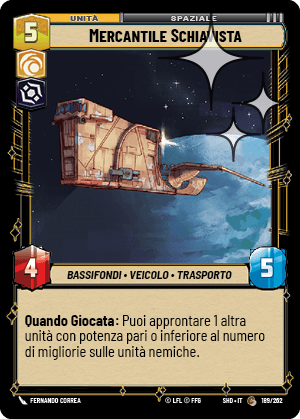 5
UNITÀ
SPAZIALE
MERCANTILE SCHIAVISTA
4
BASSIFONDI • VEICOLO • TRASPORTO
5
Quando Giocata: Puoi approntare 1 altra
unità con potenza pari o inferiore al numero
di migliorie sulle unità nemiche.
FERNANDO CORREA
© LFL © FFG
SHD • IT
189/262